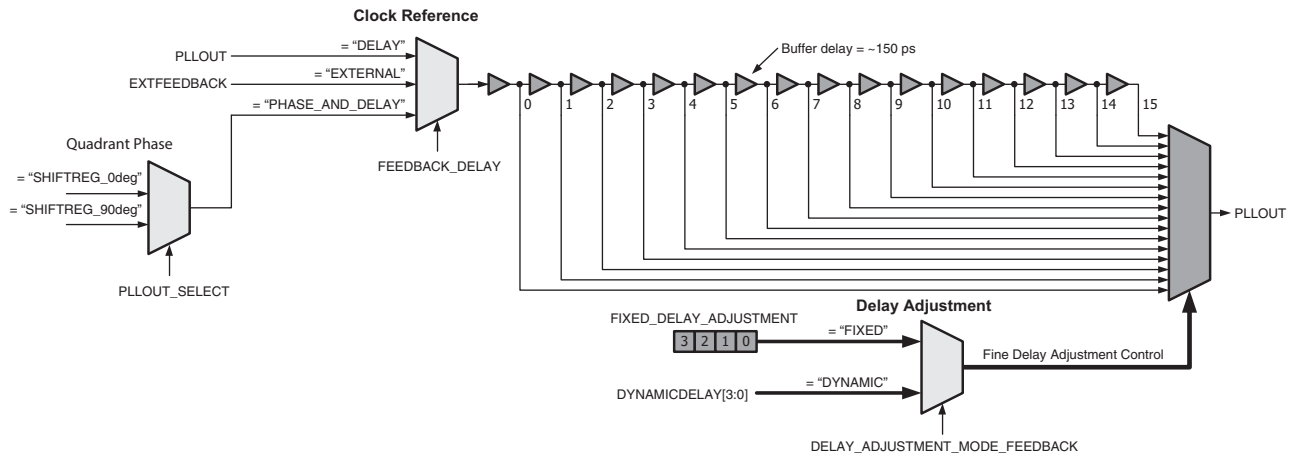 Clock Reference
PLLOUT
= “DELAY”
EXTFEEDBACK
= “EXTERNAL”
= “PHASE_AND_DELAY”
FEEDBACK_DELAY
Quadrant Phase
= “SHIFTREG_0deg”
= “SHIFTREG_90deg”
PLLOUT_SELECT
Buffer delay = ~150 ps
0 1 2 3 4 5 6 7 8 9 10 11 12 13 14 15
PLLOUT
Delay Adjustment
FIXED_DELAY_ADJUSTMENT
3 2 1 0
= “FIXED”
Fine Delay Adjustment Control
DYNAMICDELAY[3:0]
= “DYNAMIC”
DELAY_ADJUSTMENT_MODE_FEEDBACK